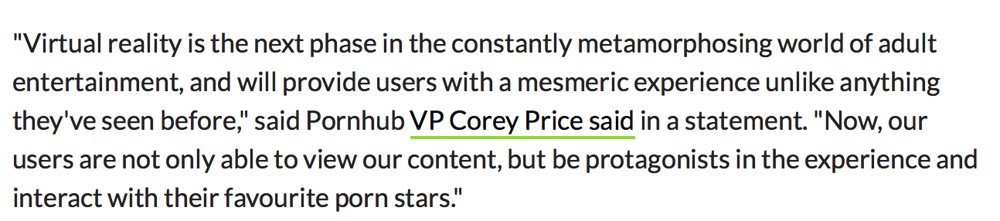 "Virtual reality is the next phase in the constantly metamorphosing world of adult
entertainment, and will provide users with a mesmeric experience unlike anything
they've seen before," said Pornhub VP Corey Price said in a statement. "Now, our
users are not only able to view our content, but be protagonists in the experience and
interact with their favourite porn stars."